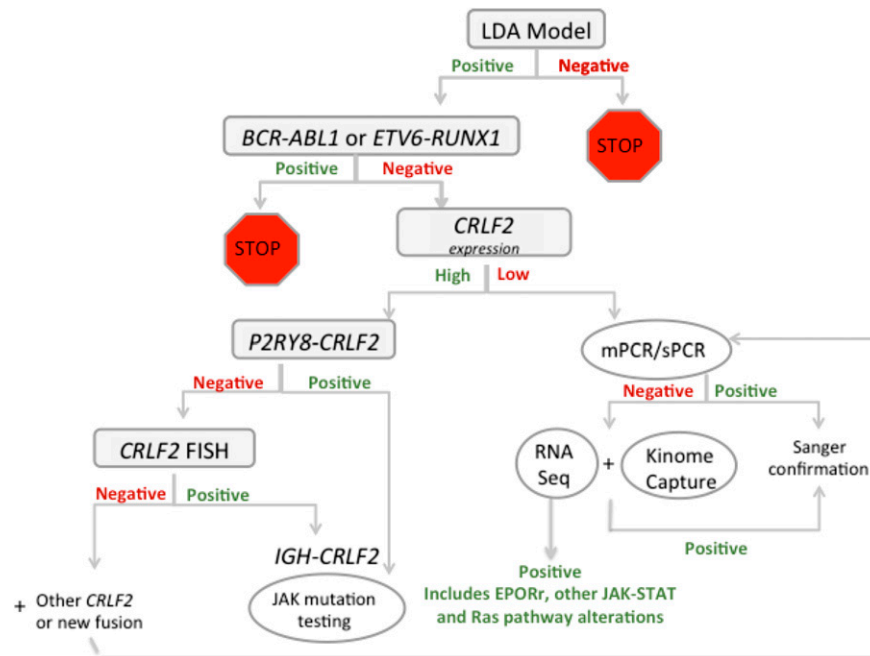 LDA Model
Positive
Negative
BCR-ABL1 or ETV6-RUNX1
STOP
Positive
Negative
STOP
CRLF2
expression
High
Low
P2RY8-CRLF2
mPCR/sPCR
Negative
Positive
Negative
Positive
CRLF2 FISH
RNA
Seq
+
Kinome
Capture
Sanger
confirmation
Negative
Positive
Positive
IGH-CRLF2
JAK mutation
testing
Positive
Includes EPORr, other JAK-STAT
and Ras pathway alterations
+ Other CRLF2
or new fusion